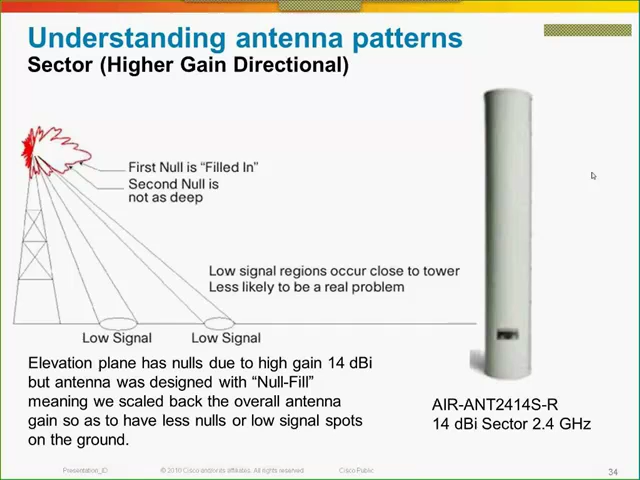 Understanding antenna patterns
Sector (Higher Gain Directional)
First Null is “Filled In”
Second Null is
not as deep
Low signal regions occur close to tower
Less likely to be a real problem
Low Signal
Low Signal
Elevation plane has nulls due to high gain 14 dBi
but antenna was designed with “Null-Fill”
meaning we scaled back the overall antenna
gain so as to have less nulls or low signal spots
on the ground.
AIR-ANT2414S-R
14 dBi Sector 2.4 GHz
Presentation_ID
© 2010 Cisco and/or its affiliates. All rights reserved.
Cisco Public
34